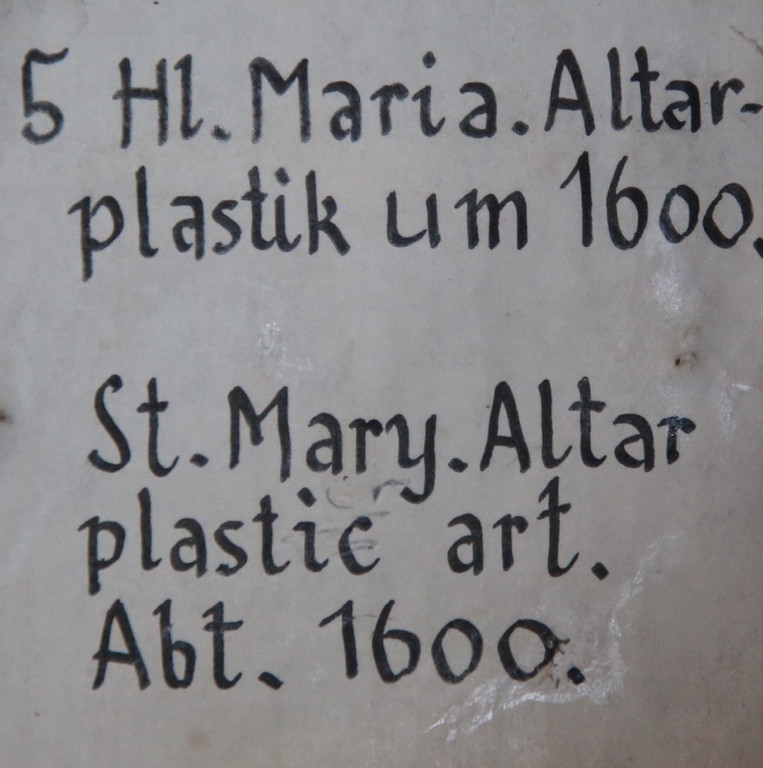 5 Hl. Maria. Altar-
plastik um 1600.
St. Mary. Altar
plastic art.
Abt. 1600.